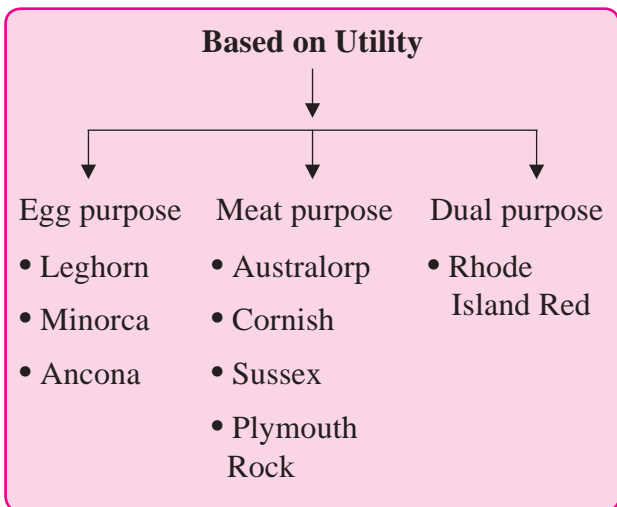 Based on Utility
Egg purpose
• Leghorn
• Minorca
• Ancona
Meat purpose
• Australorp
• Cornish
• Sussex
• Plymouth
Rock
Dual purpose
• Rhode
Island Red